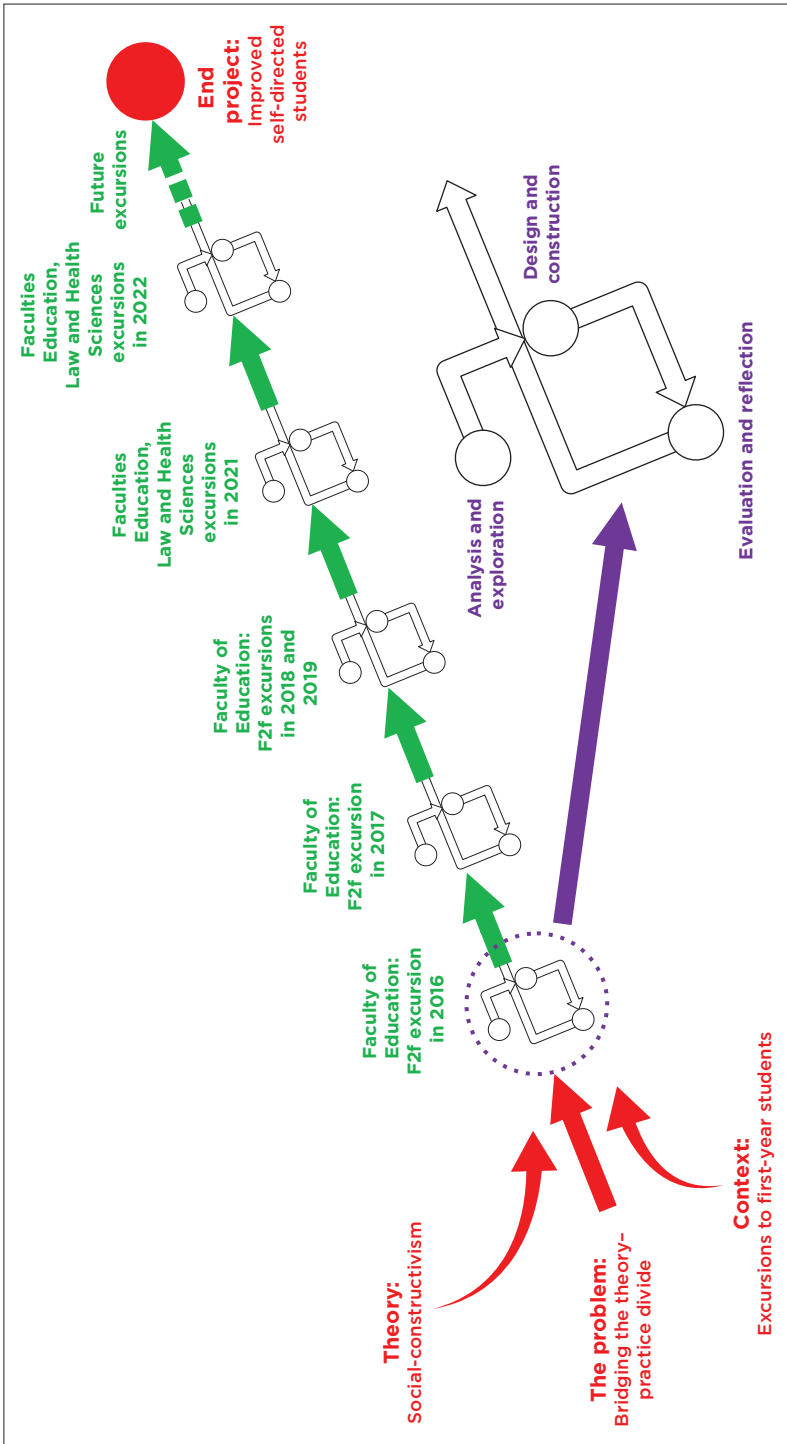 Theory:
Social-constructivism
The problem:
Bridging the theory–
practice divide
Context:
Excursions to first-year students
Faculty of
Education:
F2f excursion
in 2016
Faculty of
Education:
F2f excursion
in 2017
Faculty of
Education:
F2f excursions
in 2018 and
2019
Faculties
Education,
Law and Health
Sciences
excursions
in 2021
Faculties
Education,
Law and Health
Sciences
excursions
in 2022
Future
excursions
End
project:
Improved
self-directed
students
Analysis and
exploration
Design and
construction
Evaluation and reflection